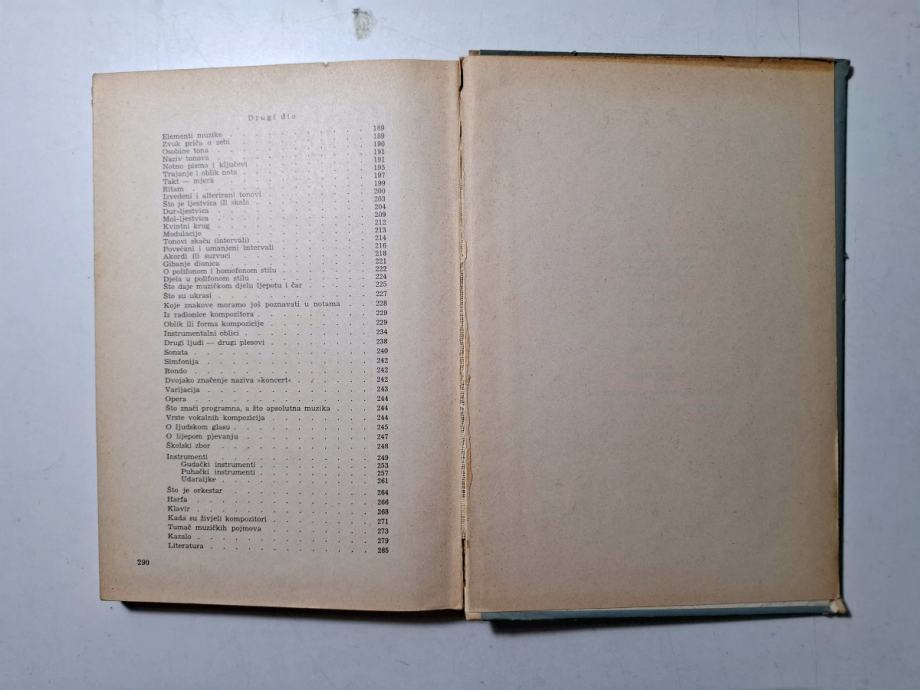 Drugi dio
Elementi muzike 189
Zvuk priča o sebi 189
Osobine tona 190
Naziv tonova 191
Notno pismo i ključevi 191
Trajanje i oblik nota 195
Takt — mjera 197
Ritam 199
Izvedeni i alterirani tonovi 200
Što je ljestvica ili skala 203
Dur-ljestvica 204
Mol-ljestvica 209
Kvintni krug 212
Modulacije 213
Tonovi skaču (intervali) 214
Povećani i umanjeni intervali 216
Akordi ili suzvuci 218
Gibanje dionica 221
O polifonom i homofonom stilu 222
Djela u polifonom stilu 224
Što daje muzičkom djelu ljepotu i čar 225
Što su ukrasi 227
Koje znakove moramo još poznavati u notama 228
Iz radionice kompozitora 229
Oblik ili forma kompozicije 229
Instrumentalni oblici 234
Drugi ljudi — drugi plesovi 238
Sonata 240
Simfonija 242
Rondo 242
Dvojako značenje naziva »koncert« 242
Varijacija 243
Opera 244
Što znači programna, a što apsolutna muzika 244
Vrste vokalnih kompozicija 244
O ljudskom glasu 245
O lijepom pjevanju 247
Školski zbor 248
Instrumenti 249
Gudački instrumenti 253
Puhački instrumenti 257
Udaraljke 261
Što je orkestar 264
Harfa 266
Klavir 268
Kada su živjeli kompozitori 271
Tumač muzičkih pojmova 273
Kazalo 279
Literatura 285
290